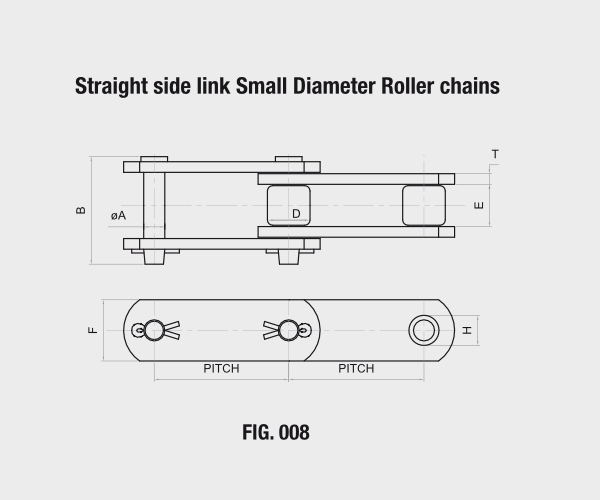 Straight side link Small Diameter Roller chains
T
B
øA
D
E
F
H
PITCH PITCH
FIG. 008